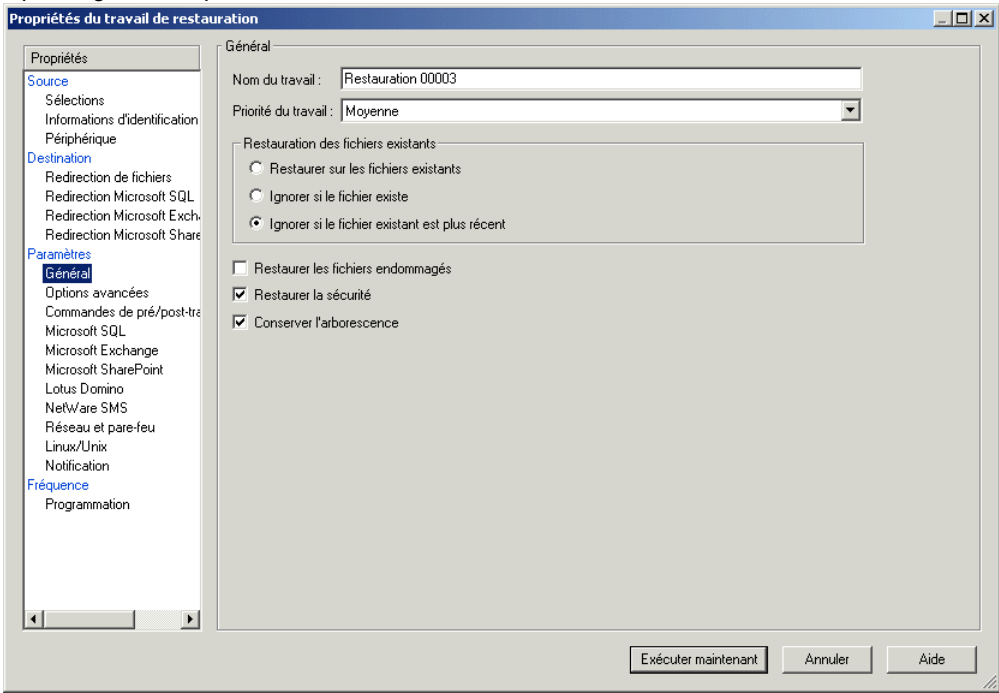 Propriétés du travail de restauration
Propriétés
Source
Sélections
Informations d'identification
Périphérique
Destination
Redirection de fichiers
Redirection Microsoft SQL
Redirection Microsoft Exch
Redirection Microsoft Share
Paramètres
Général
Options avancées
Commandes de pré/post-tra
Microsoft SQL
Microsoft Exchange
Microsoft SharePoint
Lotus Domino
NetWare SMS
Réseau et pare-feu
Linux/Unix
Notification
Fréquence
Programmation
Général
Nom du travail : Restauration 00003
Priorité du travail : Moyenne
Restauration des fichiers existants
Restaurer sur les fichiers existants
Ignorer si le fichier existe
Ignorer si le fichier existant est plus récent
Restaurer les fichiers endommagés
Restaurer la sécurité
Conserver l'arborescence
Exécuter maintenant Annuler Aide